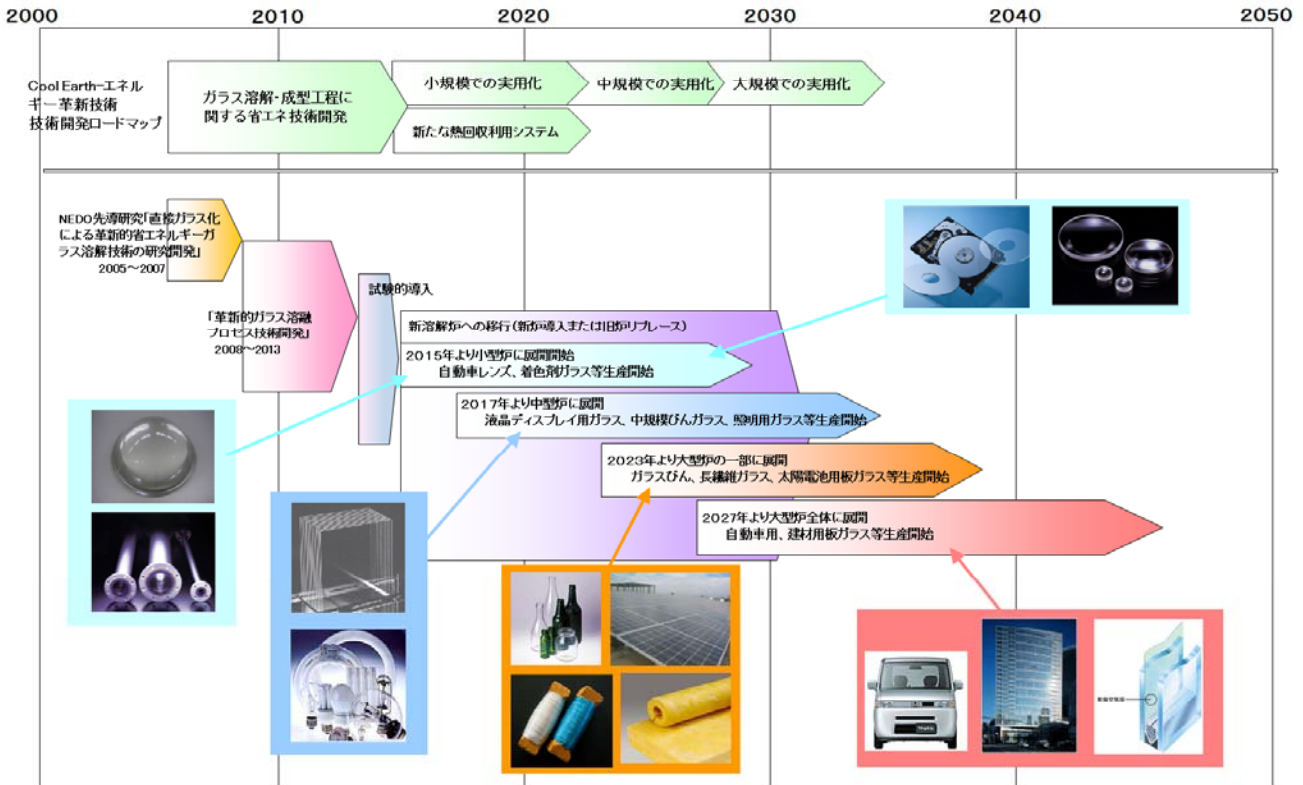 2000 2010 2020 2030 2040 2050
Cool Earth-エネル
ギー革新技術
技術開発ロードマップ
ガラス溶解・成型工程に
関する省エネ技術開発
小規模での実用化
中規模での実用化
大規模での実用化
新たな熱回収利用システム
NEDO先導研究「直接ガラス化
による革新的省エネルギーガ
ラス溶解技術の研究開発」
2005～2007
「革新的ガラス溶融
プロセス技術開発」
2008～2013
試験的導入
新溶解炉への移行(新炉導入または旧炉リプレース)
2015年より小型炉に展開開始
自動車レンズ、着色剤ガラス等生産開始
2017年より中型炉に展開
液晶ディスプレイ用ガラス、中規模びんガラス、照明用ガラス等生産開始
2023年より大型炉の一部に展開
ガラスびん、長繊維ガラス、太陽電池用板ガラス等生産開始
2027年より大型炉全体に展開
自動車用、建材用板ガラス等生産開始